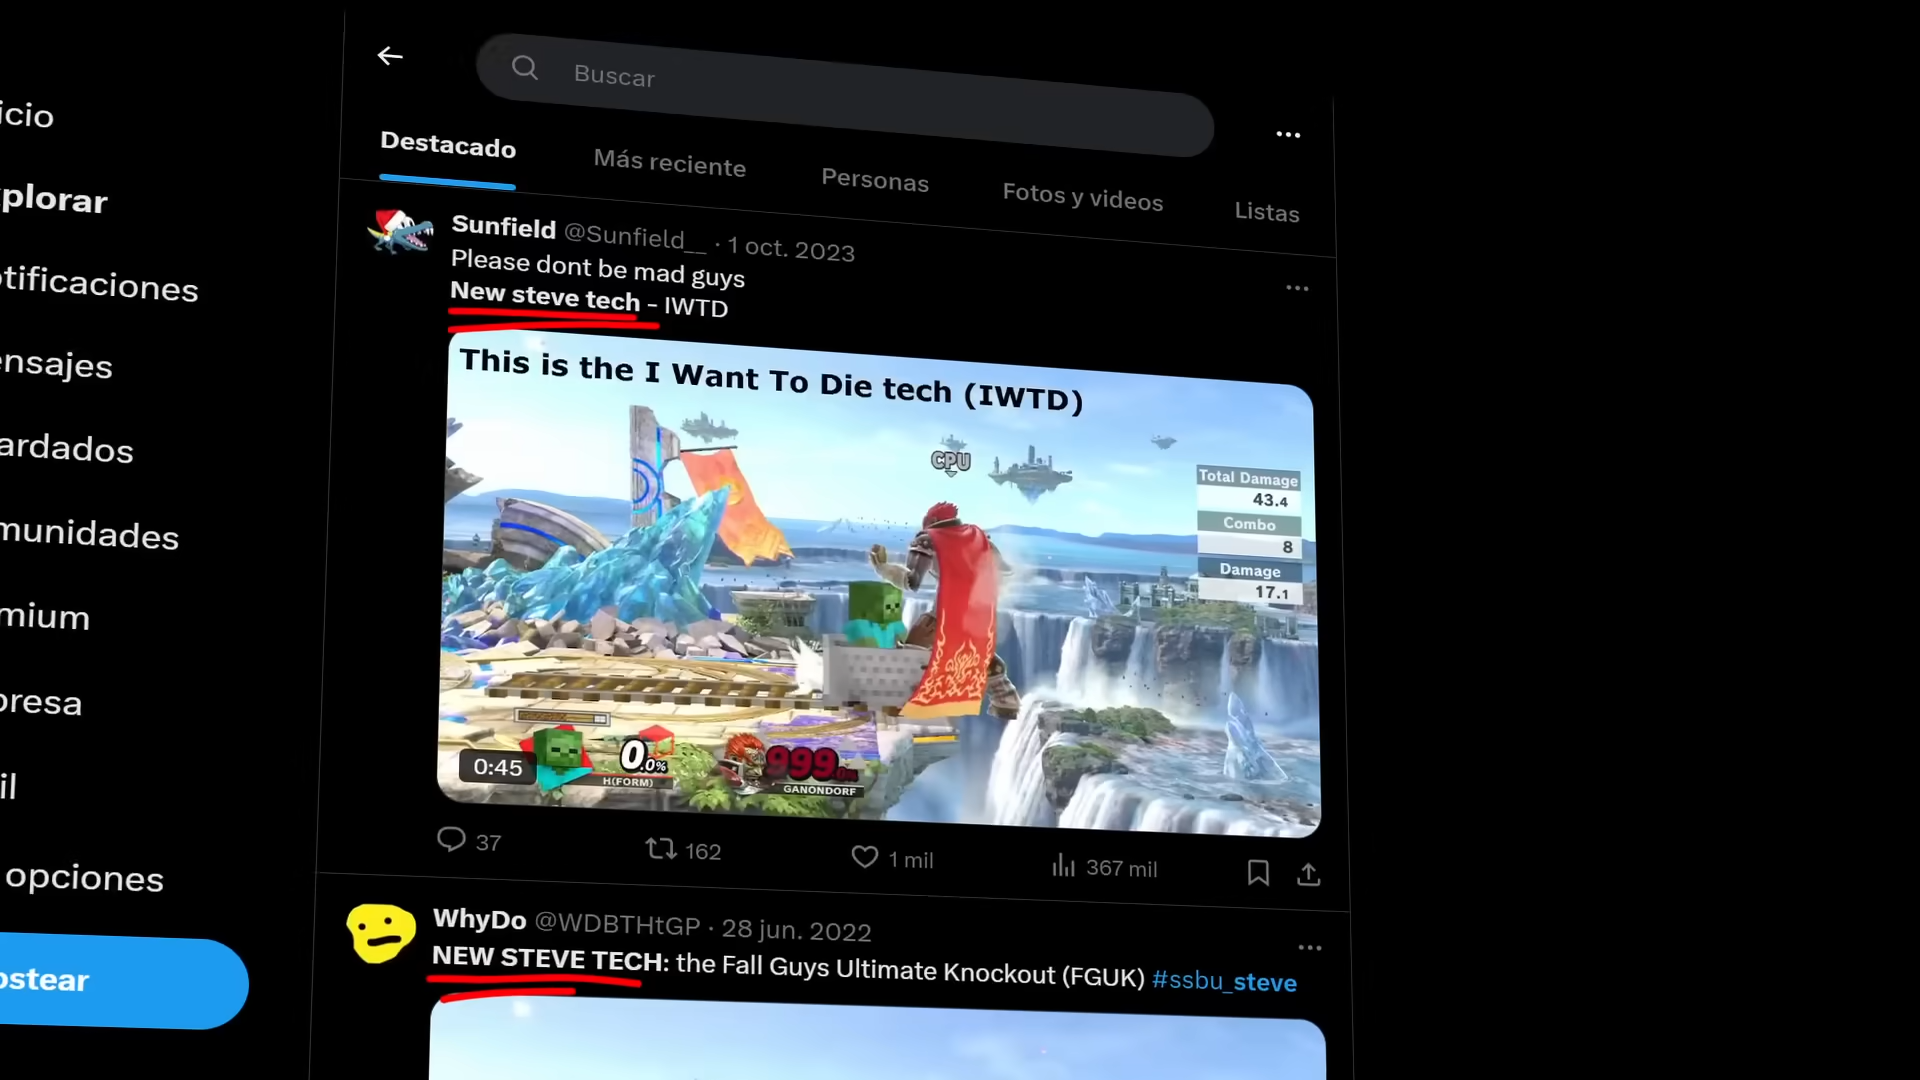 Buscar
icio
plorar
tificaciones
ensajes
ardados
munidades
mium
presa
il
opciones
ostear
Destacado
Más reciente
Personas
Fotos y videos
Listas
Sunfield @Sunfield__ · 1 oct. 2023
Please dont be mad guys
New steve tech - IWTD
This is the I Want To Die tech (IWTD)
CPU
Total Damage
43.4
Combo
8
Damage
17.1
0:45
0.0%
H(FORM)
999.0%
GANONDORF
37
162
1 mil
367 mil
WhyDo @WDBTHtGP · 28 jun. 2022
NEW STEVE TECH: the Fall Guys Ultimate Knockout (FGUK) #ssbu_steve